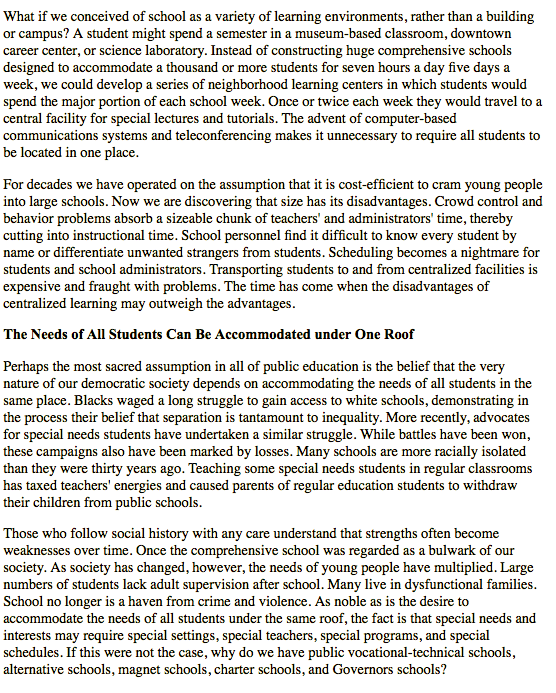 What if we conceived of school as a variety of learning environments, rather than a building
or campus? A student might spend a semester in a museum-based classroom, downtown
career center, or science laboratory. Instead of constructing huge comprehensive schools
designed to accommodate a thousand or more students for seven hours a day five days a
week, we could develop a series of neighborhood learning centers in which students would
spend the major portion of each school week. Once or twice each week they would travel to a
central facility for special lectures and tutorials. The advent of computer-based
communications systems and teleconferencing makes it unnecessary to require all students to
be located in one place.
For decades we have operated on the assumption that it is cost-efficient to cram young people
into large schools. Now we are discovering that size has its disadvantages. Crowd control and
behavior problems absorb a sizeable chunk of teachers' and administrators' time, thereby
cutting into instructional time. School personnel find it difficult to know every student by
name or differentiate unwanted strangers from students. Scheduling becomes a nightmare for
students and school administrators. Transporting students to and from centralized facilities is
expensive and fraught with problems. The time has come when the disadvantages of
centralized learning may outweigh the advantages.
The Needs of All Students Can Be Accommodated under One Roof
Perhaps the most sacred assumption in all of public education is the belief that the very
nature of our democratic society depends on accommodating the needs of all students in the
same place. Blacks waged a long struggle to gain access to white schools, demonstrating in
the process their belief that separation is tantamount to inequality. More recently, advocates
for special needs students have undertaken a similar struggle. While battles have been won,
these campaigns also have been marked by losses. Many schools are more racially isolated
than they were thirty years ago. Teaching some special needs students in regular classrooms
has taxed teachers' energies and caused parents of regular education students to withdraw
their children from public schools.
Those who follow social history with any care understand that strengths often become
weaknesses over time. Once the comprehensive school was regarded as a bulwark of our
society. As society has changed, however, the needs of young people have multiplied. Large
numbers of students lack adult supervision after school. Many live in dysfunctional families.
School no longer is a haven from crime and violence. As noble as is the desire to
accommodate the needs of all students under the same roof, the fact is that special needs and
interests may require special settings, special teachers, special programs, and special
schedules. If this were not the case, why do we have public vocational-technical schools,
alternative schools, magnet schools, charter schools, and Governors schools?